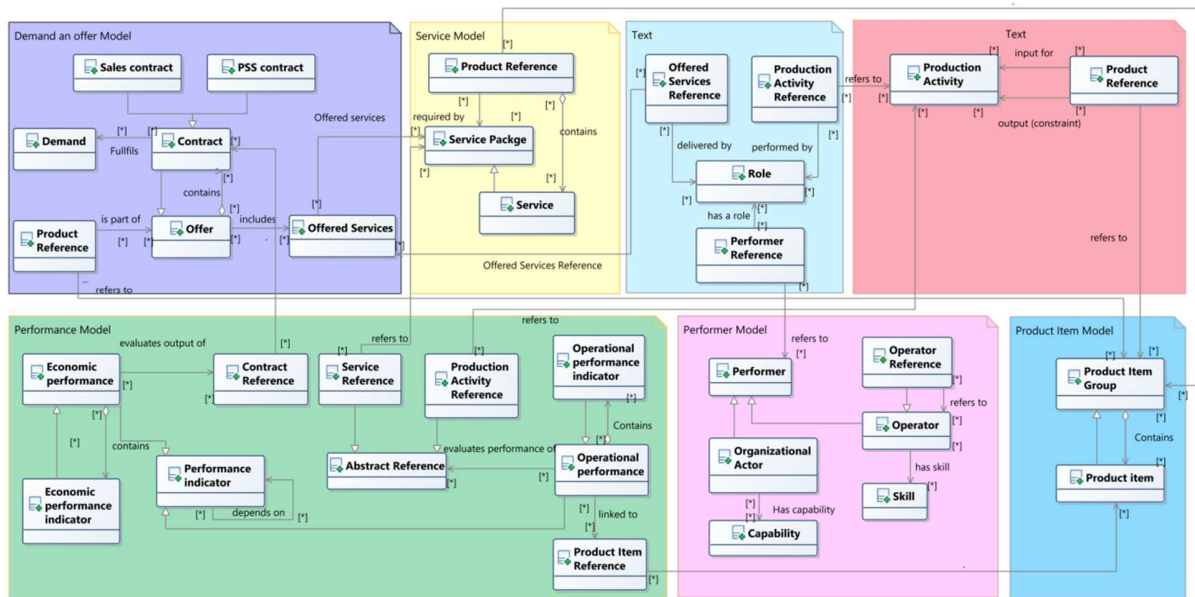 Demand an offer Model
Sales contract
PSS contract
Offered services
Demand
[*]
[*]
Fullfils
Contract
[*]
[*]
contains
[*]
[*]
Product
Reference
is part of
[*]
[*]
Offer
includes
[*]
[*]
Offered Services
[*]
refers to
Service Model
[*]
Product Reference
[*]
[*]
required by
[*]
[*]
contains
Service Packge
[*]
[*]
Service
Offered Services Reference
Text
[*]
Offered
Services
Reference
Production
Activity
Reference
refers to
[*]
[*]
delivered by
performed by
Role
[*]
[*]
has a role
[*]
[*]
Performer
Reference
[*]
Text
Production
Activity
[*]
input for
[*]
Product
Reference
[*]
[*]
[*]
[*]
output (constraint)
refers to
Performance Model
evaluates output of
Economic
performance
[*]
[*]
Contract
Reference
[*]
refers to
[*]
Service
Reference
refers to
[*]
Production
Activity
Reference
Operational
performance
indicator
[*]
[*]
[*]
contains
[*]
Economic
performance
indicator
Performance
indicator
[*]
[*]
depends on
[*]
Abstract Reference
[*]
evaluates performance of
[*]
Contains
[*]
Operational
performance
[*]
[*]
linked to
[*]
Product Item
Reference
[*]
Performer Model
refers to
[*]
Performer
Operator
Reference
[*]
refers to
Operator
[*]
[*]
Organizational
Actor
has skill
[*]
Skill
[*]
[*]
Has capability
Capability
Product Item Model
[*]
[*]
Product Item
Group
[*]
[*]
Contains
[*]
Product item
[*]